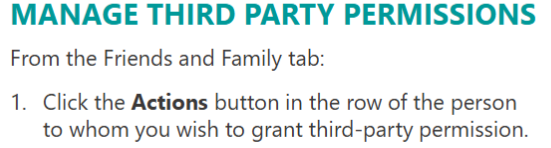 MANAGE THIRD PARTY PERMISSIONS
From the Friends and Family tab:
1. Click the Actions button in the row of the person
to whom you wish to grant third-party permission.